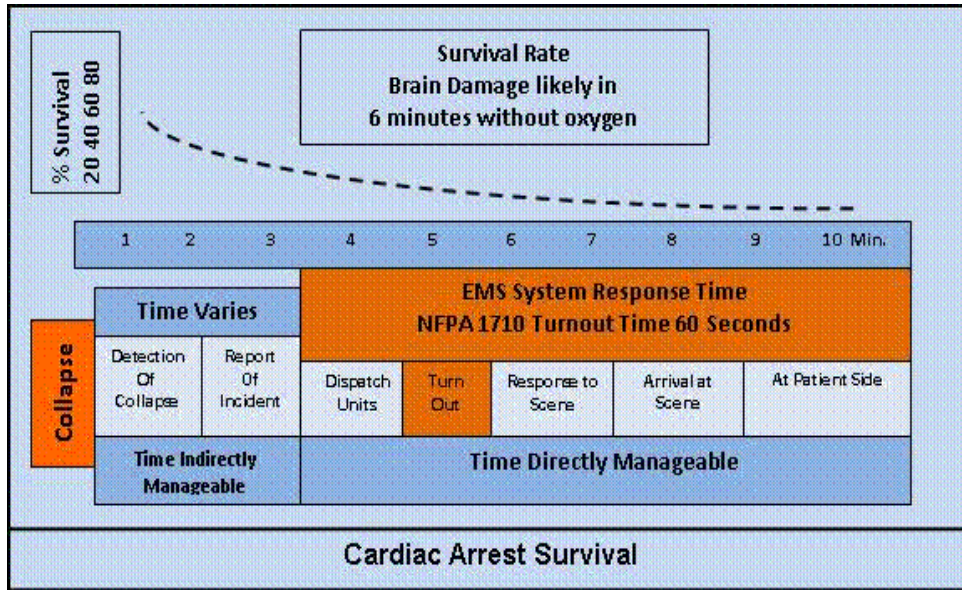 % Survival
20 40 60 80
Survival Rate
Brain Damage likely in
6 minutes without oxygen
1 2 3 4 5 6 7 8 9 10 Min.
Collapse
Time Varies
EMS System Response Time
NFPA 1710 Turnout Time 60 Seconds
Detection
Of
Collapse
Report
Of
Incident
Dispatch
Units
Turn
Out
Response to
Scene
Arrival at
Scene
At Patient Side
Time Indirectly
Manageable
Time Directly Manageable
Cardiac Arrest Survival